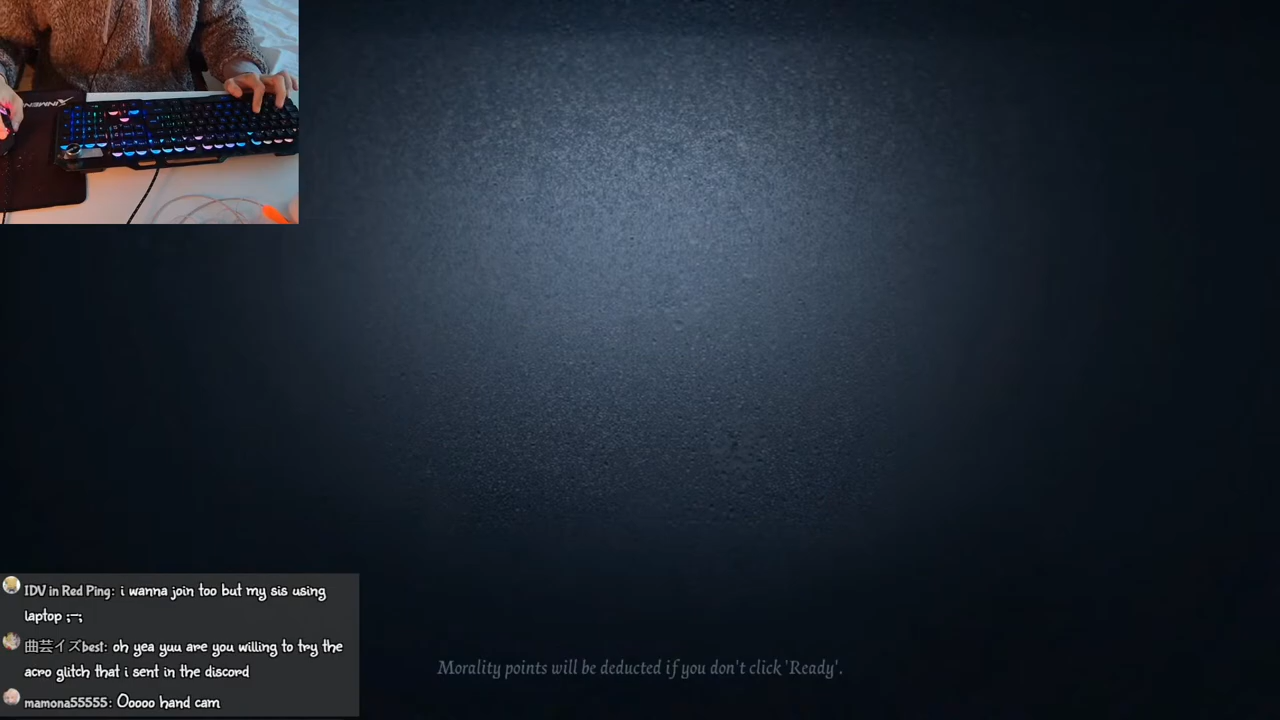 IDV in Red Ping: i wanna join too but my sis using
laptop ;-;
曲芸イズbest: oh yea yuu are you willing to try the
acro glitch that i sent in the discord
mamona55555: Ooooo hand cam
Morality points will be deducted if you don't click 'Ready'.